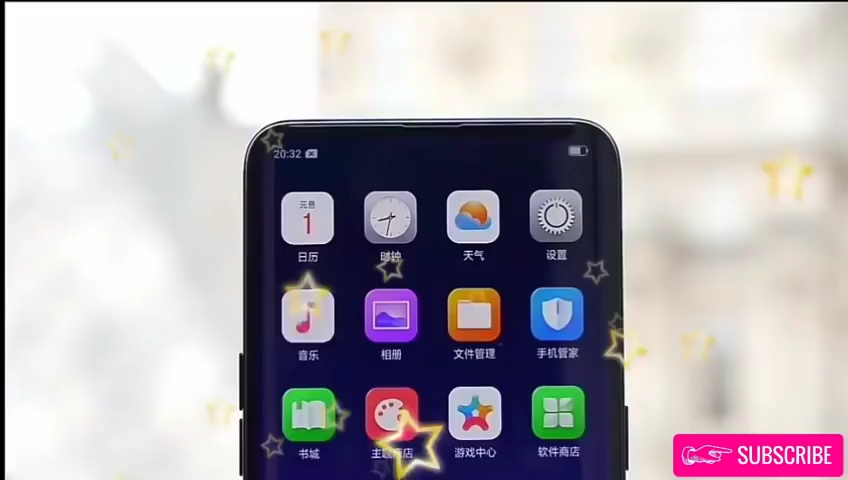 20:32
元旦
1
日历 时钟 天气 设置
音乐 相册 文件管理 手机管家
书城 主题商店 游戏中心 软件商店
SUBSCRIBE